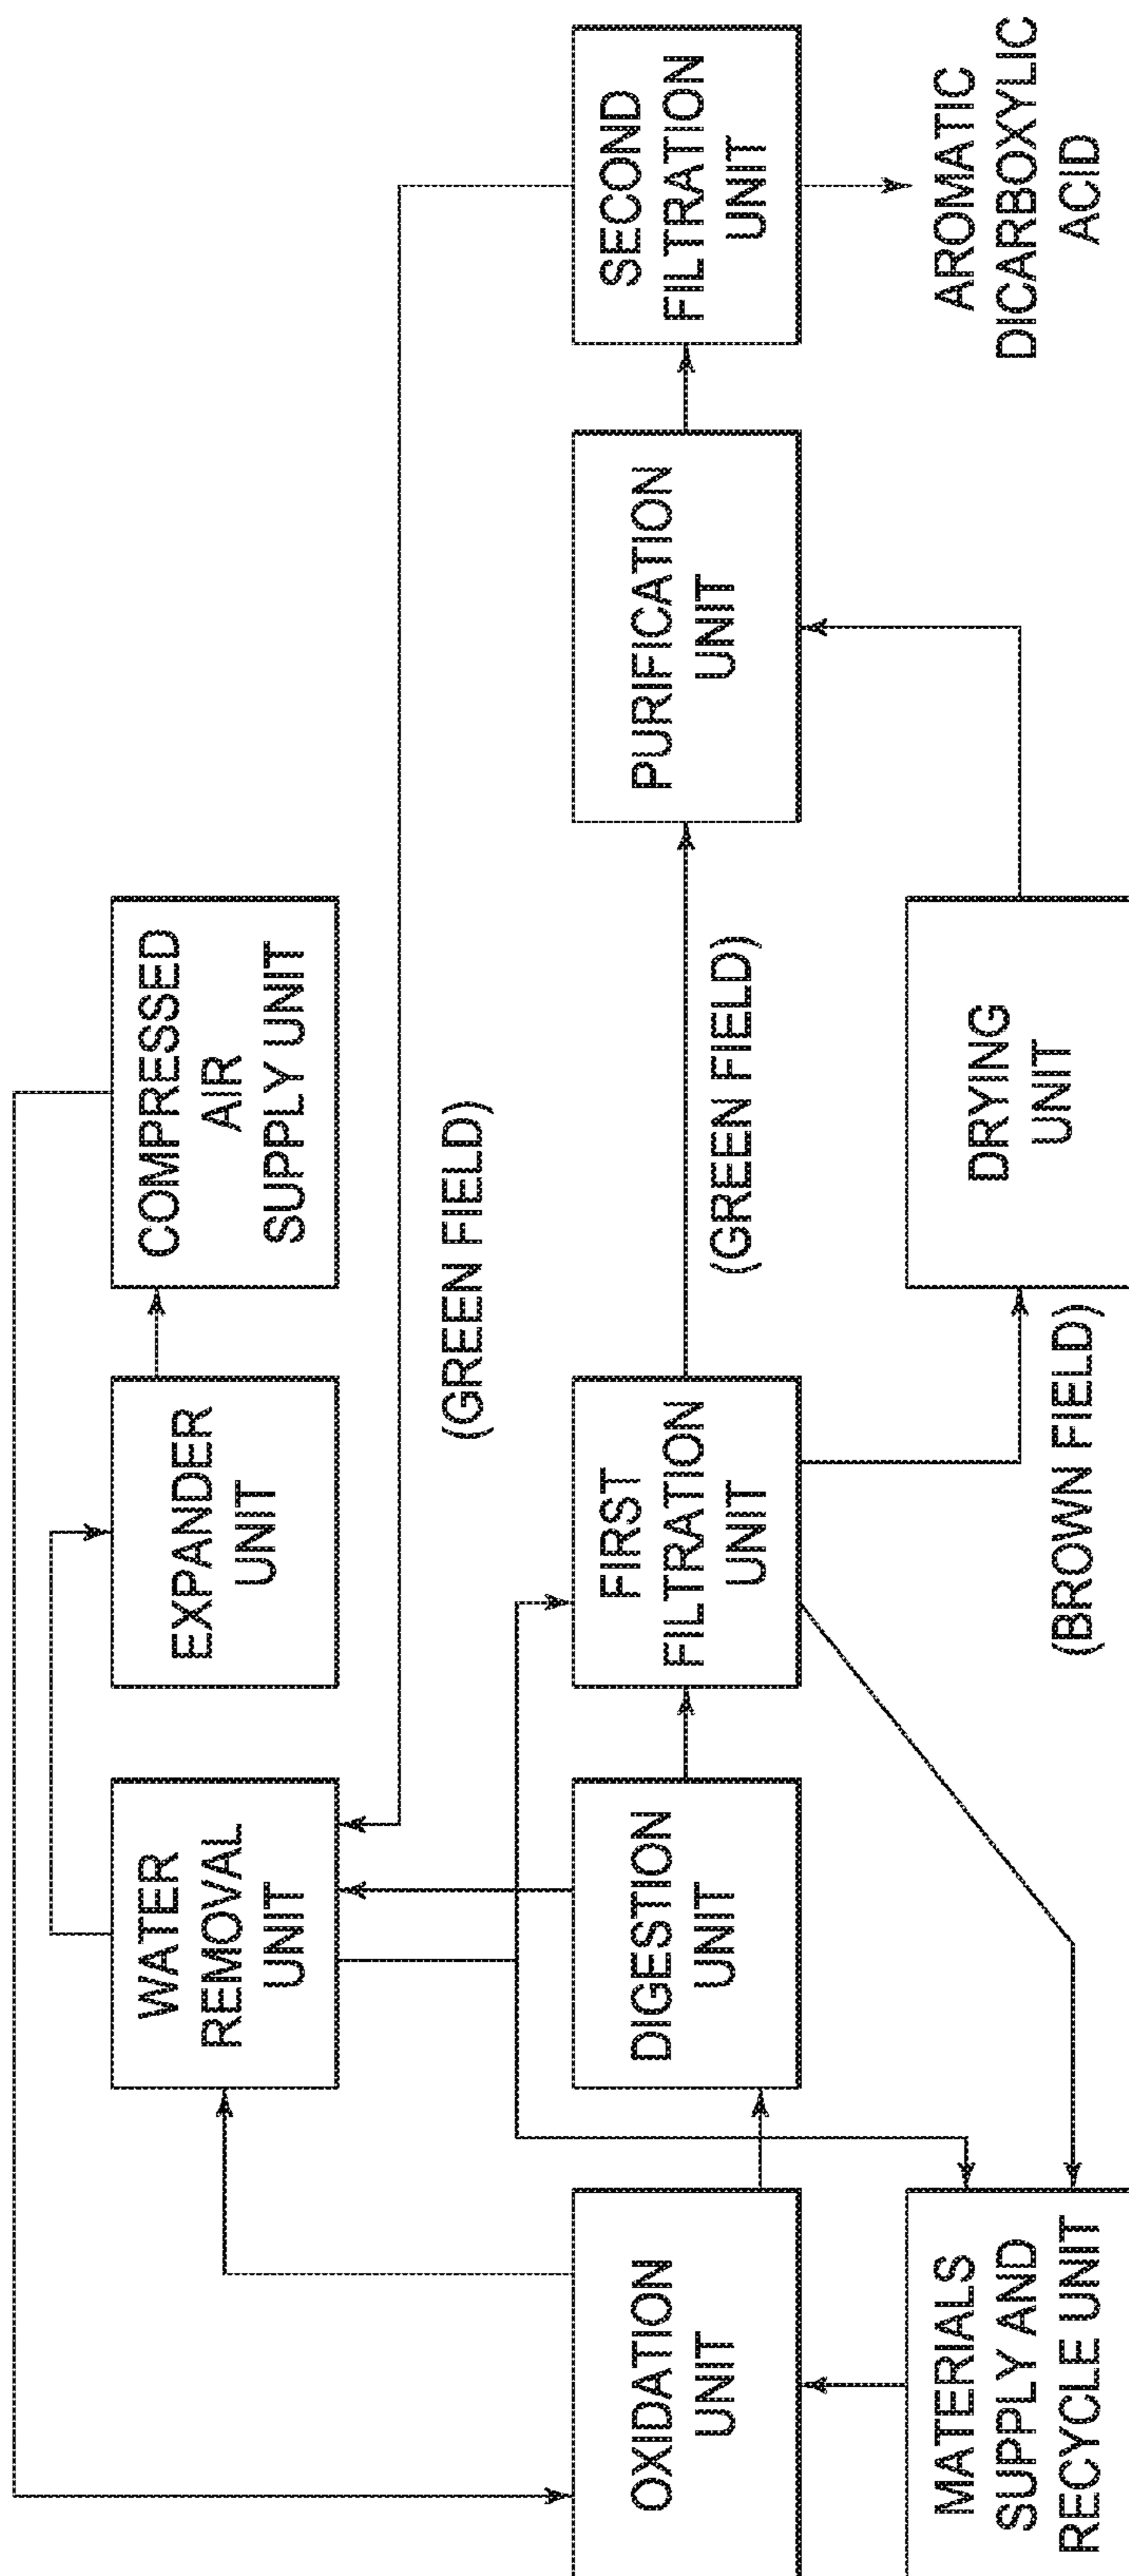 WATER
REMOVAL
UNIT
EXPANDER
UNIT
COMPRESSED
AIR
SUPPLY UNIT
(GREEN FIELD)
OXIDATION
UNIT
DIGESTION
UNIT
FIRST
FILTRATION
UNIT
(GREEN FIELD)
PURIFICATION
UNIT
SECOND
FILTRATION
UNIT
MATERIALS
SUPPLY AND
RECYCLE UNIT
(BROWN FIELD)
DRYING
UNIT
AROMATIC
DICARBOXYLIC
ACID